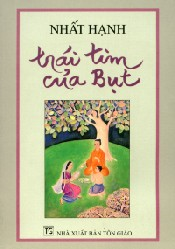 NHẤT HẠNH
trái tim
của Bụt
NHÀ XUẤT BẢN TÔN GIÁO